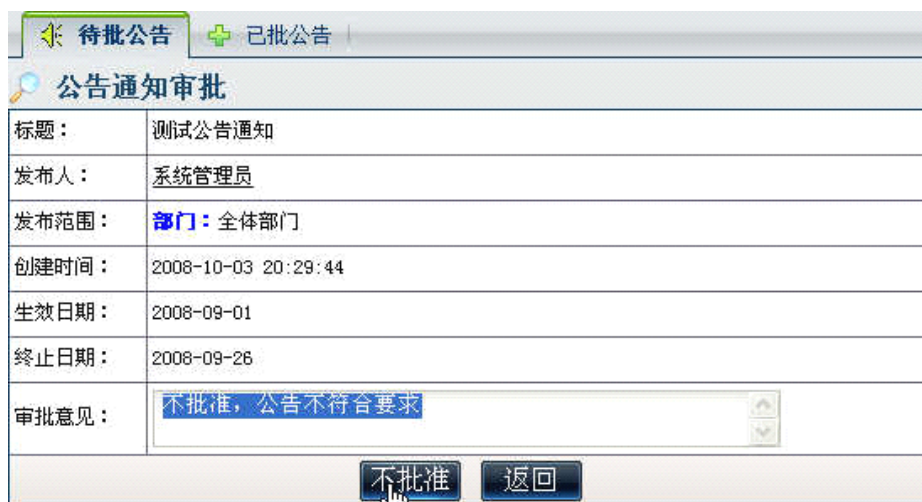 待批公告 已批公告
公告通知审批
标题： 测试公告通知
发布人： 系统管理员
发布范围： 部门：全体部门
创建时间： 2008-10-03 20:29:44
生效日期： 2008-09-01
终止日期： 2008-09-26
审批意见： 不批准，公告不符合要求
不批准 返回